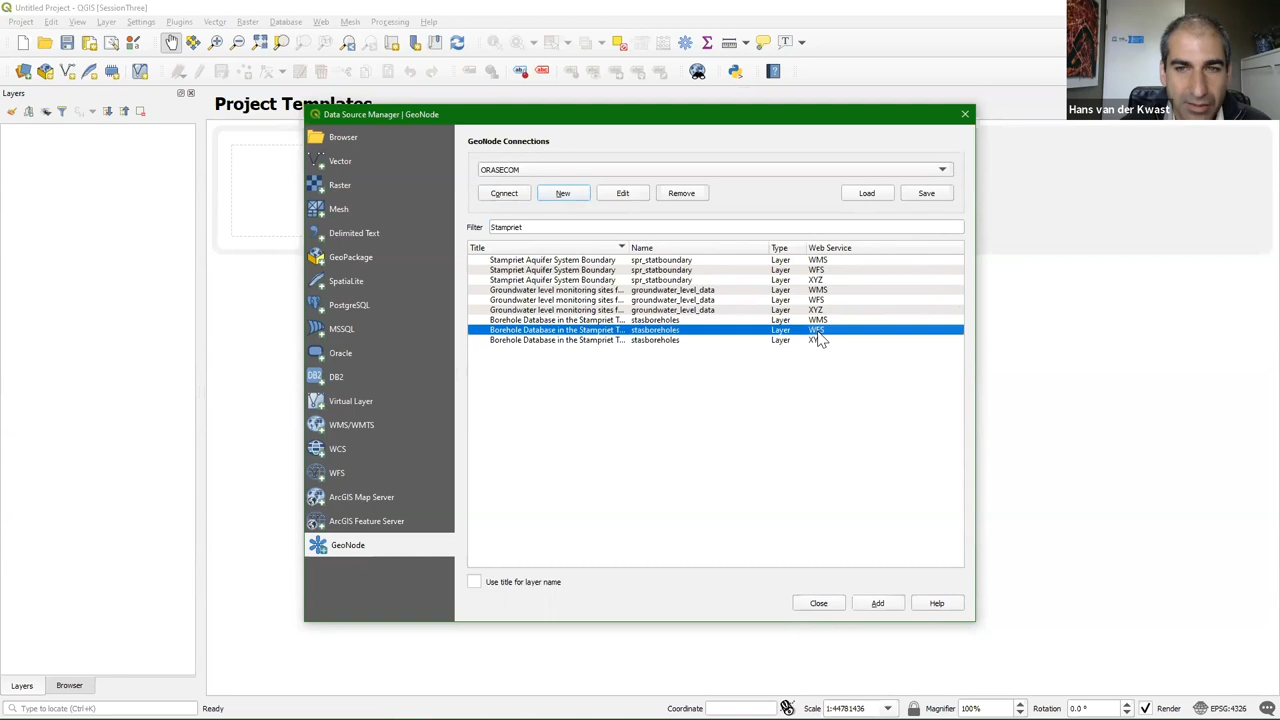 Untitled Project - QGIS [SessionThree]
Project Edit View Layer Settings Plugins Vector Raster Database Web Mesh Processing Help
Hans van der Kwast
Layers
Project Templates
Data Source Manager | GeoNode
Browser
Vector
Raster
Mesh
Delimited Text
GeoPackage
SpatiaLite
PostgreSQL
MSSQL
Oracle
DB2
Virtual Layer
WMS/WMTS
WCS
WFS
ArcGIS Map Server
ArcGIS Feature Server
GeoNode
GeoNode Connections
ORASECOM
Connect New Edit Remove Load Save
Filter Stampriet
Title Name Type Web Service
Stampriet Aquifer System Boundary spr_statboundary Layer WMS
Stampriet Aquifer System Boundary spr_statboundary Layer WFS
Stampriet Aquifer System Boundary spr_statboundary Layer XYZ
Groundwater level monitoring sites f... groundwater_level_data Layer WMS
Groundwater level monitoring sites f... groundwater_level_data Layer WFS
Groundwater level monitoring sites f... groundwater_level_data Layer XYZ
Borehole Database in the Stampriet T... stasboreholes Layer WMS
Borehole Database in the Stampriet T... stasboreholes Layer WFS
Borehole Database in the Stampriet T... stasboreholes Layer XYZ
Use title for layer name
Close Add Help
Layers Browser
Type to locate (Ctrl+K) Ready Coordinate Scale 1:44781436 Magnifier 100% Rotation 0.0 ° Render EPSG:4326